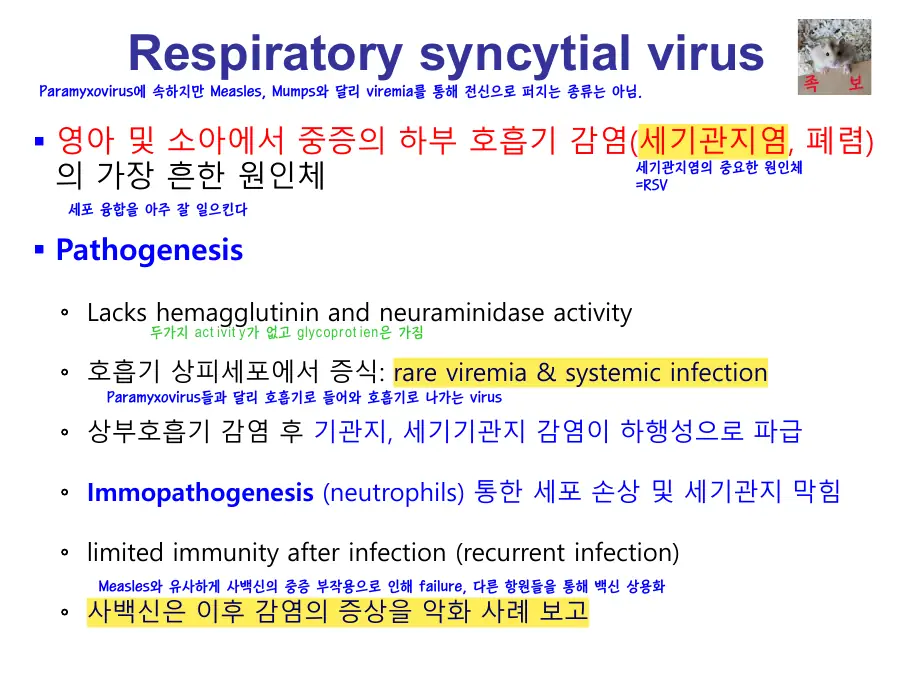 Respiratory syncytial virus
족 보
Paramyxovirus에 속하지만 Measles, Mumps와 달리 viremia를 통해 전신으로 퍼지는 종류는 아님.
▪ 영아 및 소아에서 중증의 하부 호흡기 감염(세기관지염, 폐렴)
의 가장 흔한 원인체
세기관지염의 중요한 원인체
=RSV
세포 융합을 아주 잘 일으킨다
▪ Pathogenesis
Lacks hemagglutinin and neuraminidase activity
두가지 activity가 없고 glycoprotien은 가짐
호흡기 상피세포에서 증식: rare viremia & systemic infection
Paramyxovirus들과 달리 호흡기로 들어와 호흡기로 나가는 virus
상부호흡기 감염 후 기관지, 세기기관지 감염이 하행성으로 파급
Immopathogenesis (neutrophils) 통한 세포 손상 및 세기관지 막힘
limited immunity after infection (recurrent infection)
Measles와 유사하게 사백신의 중증 부작용으로 인해 failure, 다른 항원들을 통해 백신 상용화
사백신은 이후 감염의 증상을 악화 사례 보고